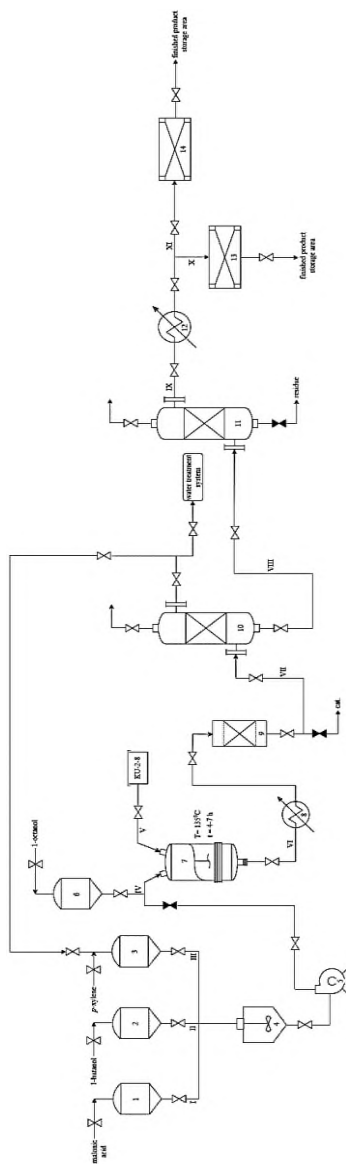 malonic
acid
1
I
1-butanol
2
II
p-xylene
3
III
4
5
1-octanol
6
IV
KU-2-8
V
7
T= 135⁰C
t = 4-7 h
VI
8
9
cat.
VII
10
water treatment
system
VIII
11
residue
IX
12
X
XI
13
finished product
storage area
14
finished product
storage area